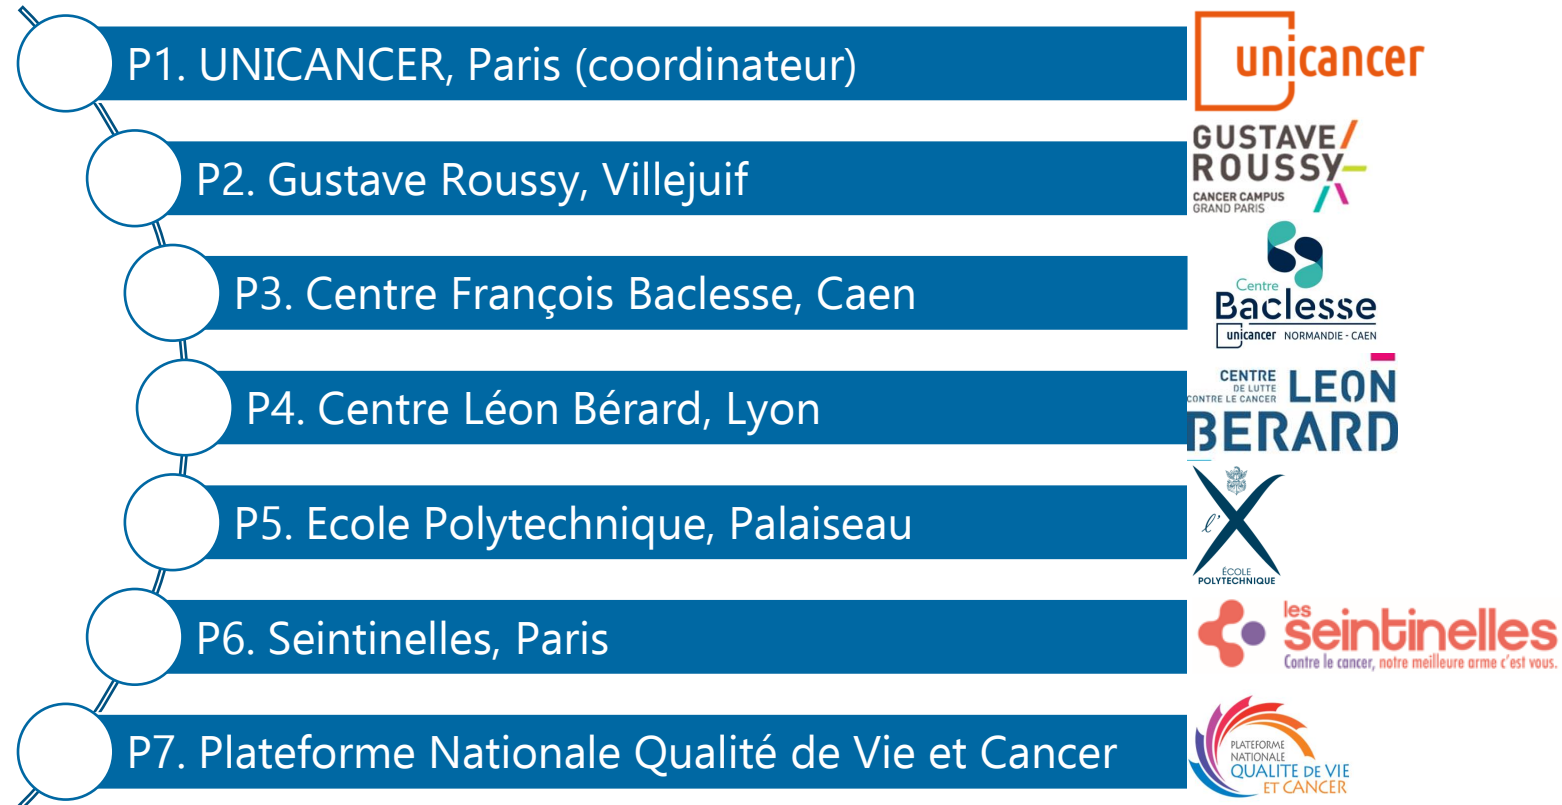 P1. UNICANCER, Paris (coordinateur)
unicancer
P2. Gustave Roussy, Villejuif
GUSTAVE
ROUSSY
CANCER CAMPUS
GRAND PARIS
P3. Centre François Baclesse, Caen
Centre
Baclesse
unicancer NORMANDIE - CAEN
P4. Centre Léon Bérard, Lyon
CENTRE
DE LUTTE
CONTRE LE CANCER
LEON
BERARD
P5. Ecole Polytechnique, Palaiseau
l'X
ÉCOLE
POLYTECHNIQUE
P6. Seintinelles, Paris
les
seintinelles
Contre le cancer, notre meilleure arme c'est vous.
P7. Plateforme Nationale Qualité de Vie et Cancer
PLATEFORME
NATIONALE
QUALITE DE VIE
ET CANCER